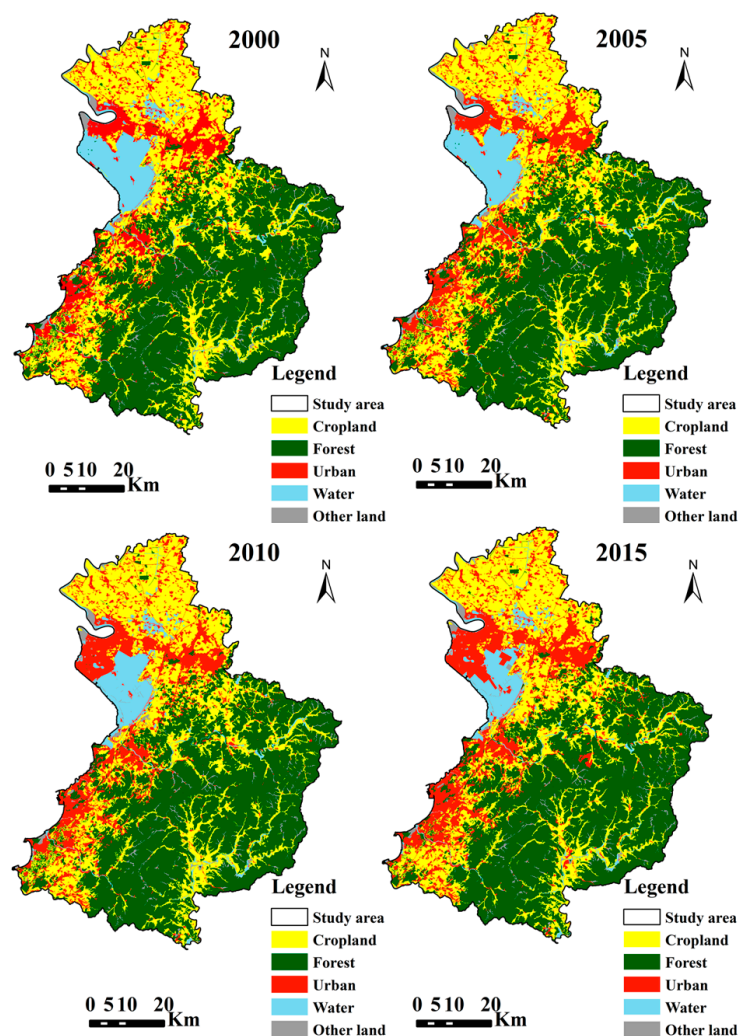 2000
N
Legend
Study area
Cropland
Forest
Urban
Water
Other land
0 5 10 20
Km
2005
N
Legend
Study area
Cropland
Forest
Urban
Water
Other land
0 5 10 20
Km
2010
N
Legend
Study area
Cropland
Forest
Urban
Water
Other land
0 5 10 20
Km
2015
N
Legend
Study area
Cropland
Forest
Urban
Water
Other land
0 5 10 20
Km